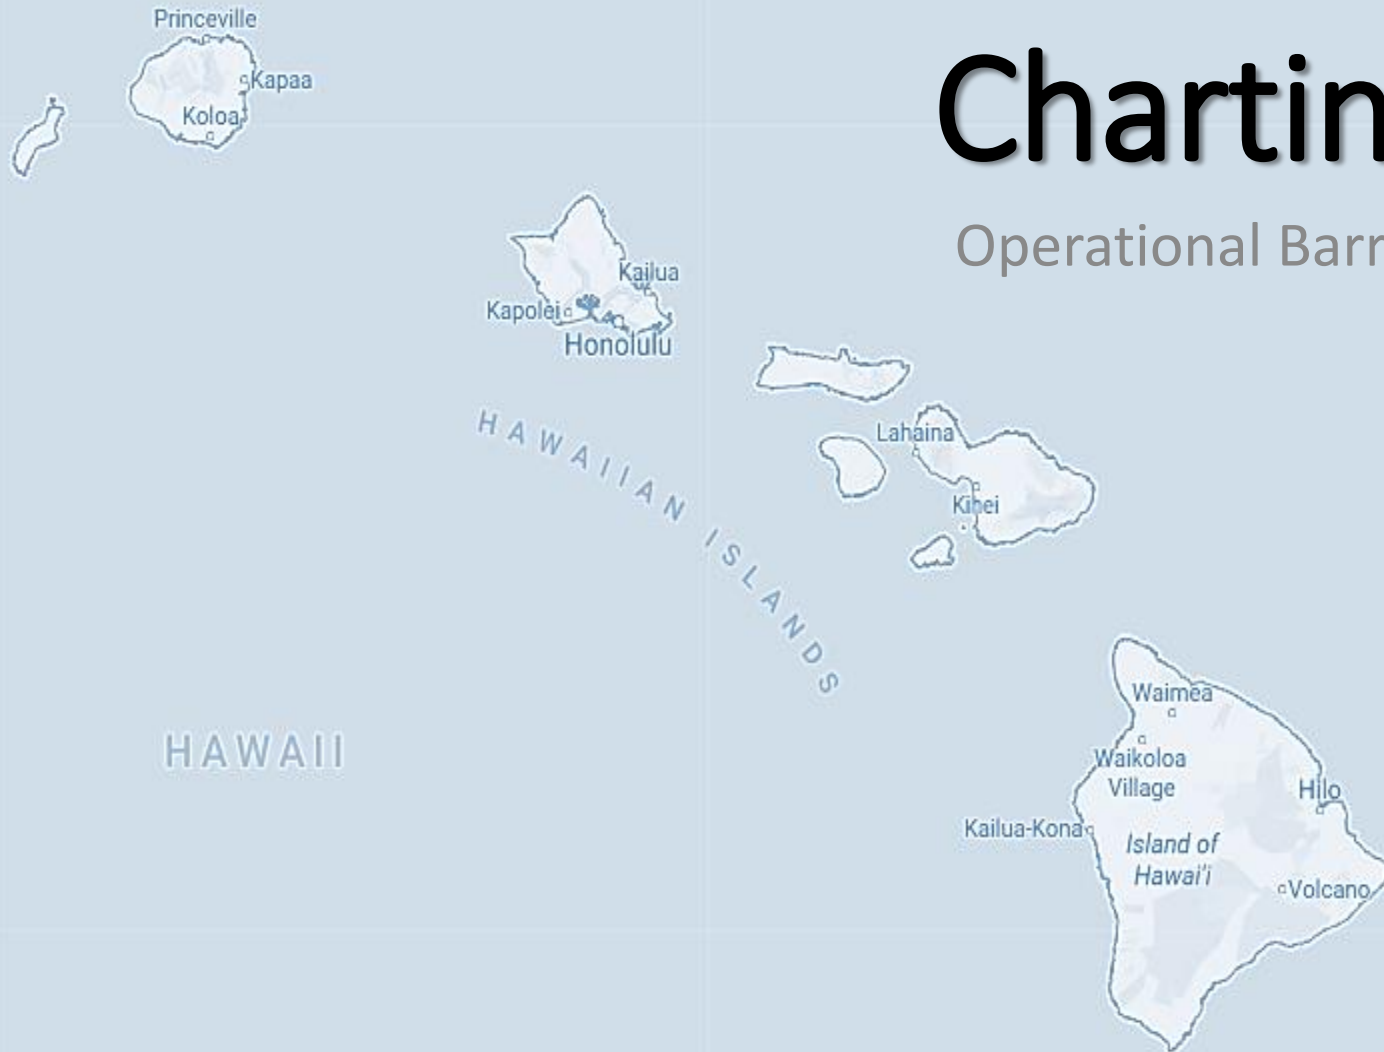 Princeville
Kapaa
Koloa
Chartin
Operational Barr
Kailua
Kapolei
Honolulu
Lahaina
Kihei
HAWAIIAN ISLANDS
Waimea
HAWAII
Waikoloa
Village
Hilo
Kailua-Kona
Island of
Hawai'i
Volcano